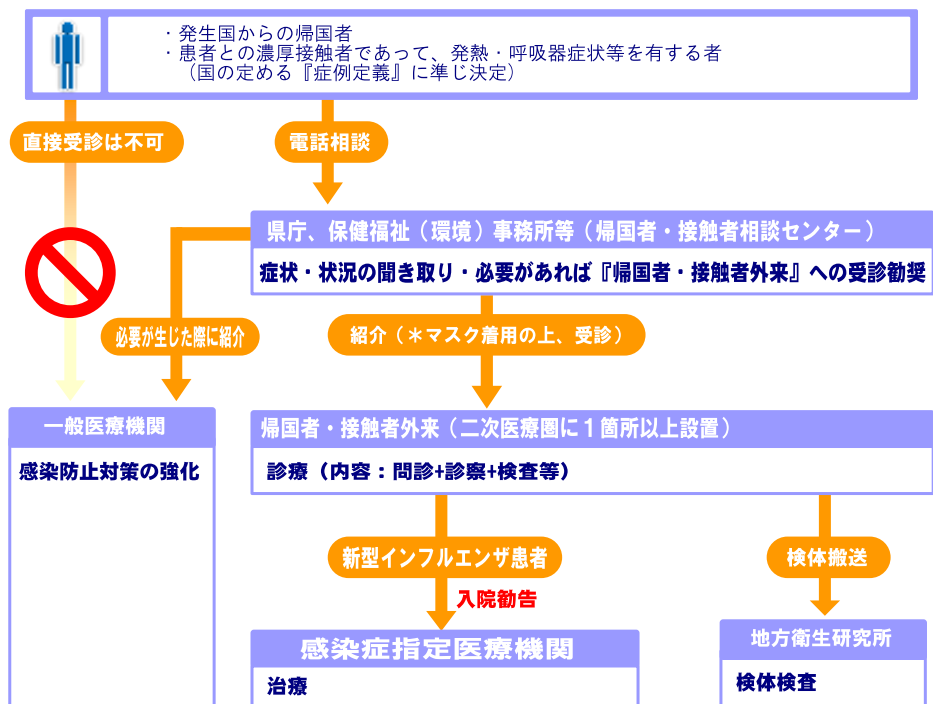 ・発生国からの帰国者
・患者との濃厚接触者であって、発熱・呼吸器症状等を有する者
（国の定める『症例定義』に準じ決定）
直接受診は不可
電話相談
県庁、保健福祉（環境）事務所等（帰国者・接触者相談センター）
症状・状況の聞き取り・必要があれば『帰国者・接触者外来』への受診勧奨
必要が生じた際に紹介
紹介（＊マスク着用の上、受診）
一般医療機関
感染防止対策の強化
帰国者・接触者外来（二次医療圏に１箇所以上設置）
診療（内容：問診+診察+検査等）
新型インフルエンザ患者
検体搬送
入院勧告
感染症指定医療機関
治療
地方衛生研究所
検体検査